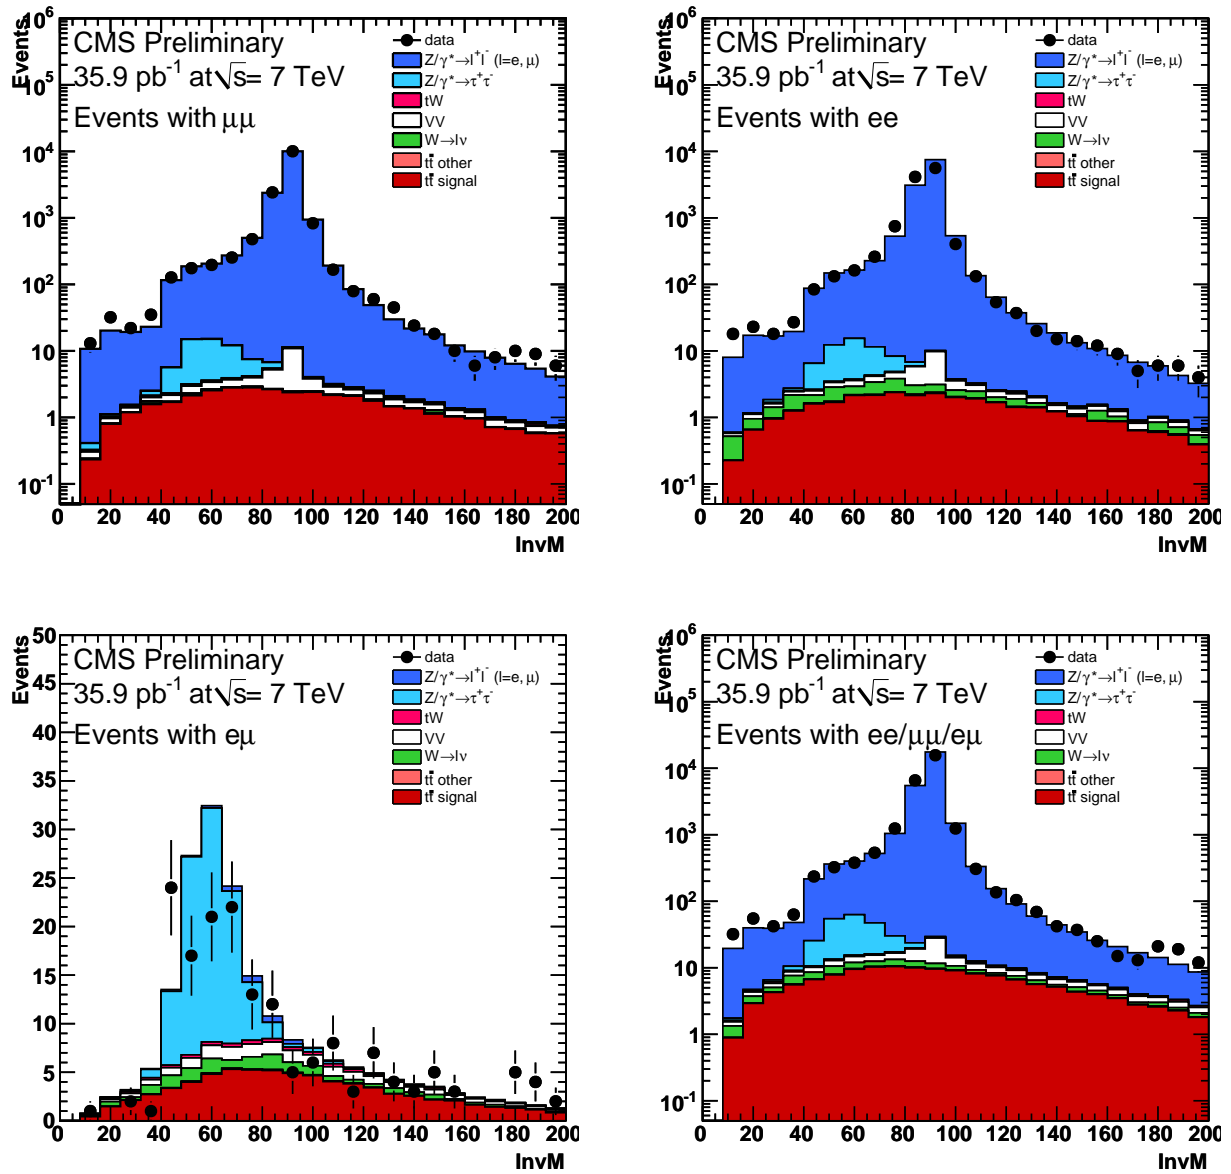 Events
10⁶
10⁴
10³
10²
10
1
10⁻¹
CMS Preliminary
35.9 pb⁻¹ at √s = 7 TeV
Events with μμ
data
Z/γ*→l⁺l⁻ (l=e, μ)
Z/γ*→τ⁺τ⁻
tW
VV
W→lν
tt̄ other
tt̄ signal
0 20 40 60 80 100 120 140 160 180 200
InvM
Events
10⁶
10⁴
10³
10²
10
1
10⁻¹
CMS Preliminary
35.9 pb⁻¹ at √s = 7 TeV
Events with ee
data
Z/γ*→l⁺l⁻ (l=e, μ)
Z/γ*→τ⁺τ⁻
tW
VV
W→lν
tt̄ other
tt̄ signal
0 20 40 60 80 100 120 140 160 180 200
InvM
Events
50
45
40
35
30
25
20
15
10
5
0
CMS Preliminary
35.9 pb⁻¹ at √s = 7 TeV
Events with eμ
data
Z/γ*→l⁺l⁻ (l=e, μ)
Z/γ*→τ⁺τ⁻
tW
VV
W→lν
tt̄ other
tt̄ signal
0 20 40 60 80 100 120 140 160 180 200
InvM
Events
10⁶
10⁵
10⁴
10³
10²
10
1
10⁻¹
CMS Preliminary
35.9 pb⁻¹ at √s = 7 TeV
Events with ee/μμ/eμ
data
Z/γ*→l⁺l⁻ (l=e, μ)
Z/γ*→τ⁺τ⁻
tW
VV
W→lν
tt̄ other
tt̄ signal
0 20 40 60 80 100 120 140 160 180 200
InvM